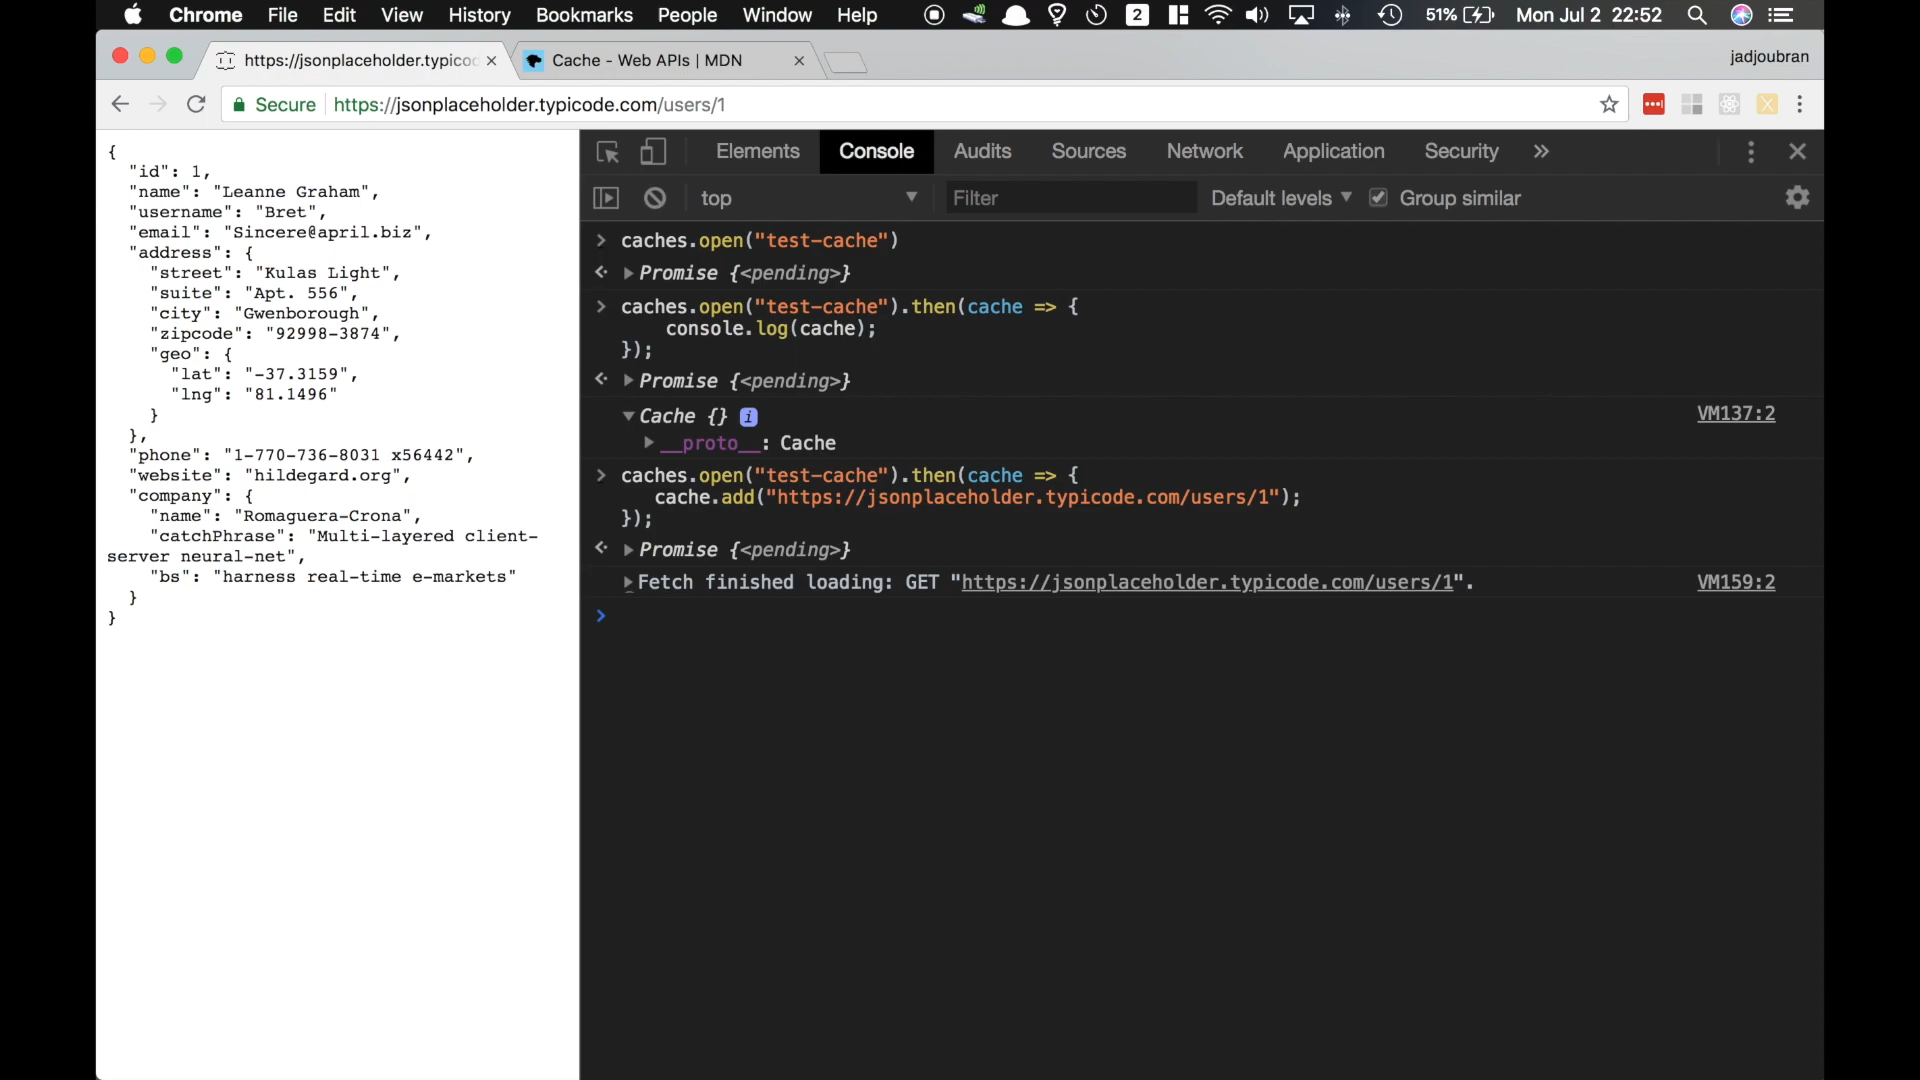 Chrome File Edit View History Bookmarks People Window Help 2 51% Mon Jul 2 22:52
https://jsonplaceholder.typico Cache - Web APIs | MDN jadjoubran
Secure https://jsonplaceholder.typicode.com/users/1
{
"id": 1,
"name": "Leanne Graham",
"username": "Bret",
"email": "Sincere@april.biz",
"address": {
"street": "Kulas Light",
"suite": "Apt. 556",
"city": "Gwenborough",
"zipcode": "92998-3874",
"geo": {
"lat": "-37.3159",
"lng": "81.1496"
}
},
"phone": "1-770-736-8031 x56442",
"website": "hildegard.org",
"company": {
"name": "Romaguera-Crona",
"catchPhrase": "Multi-layered client-
server neural-net",
"bs": "harness real-time e-markets"
}
}
Elements Console Audits Sources Network Application Security »
top Filter Default levels Group similar
> caches.open("test-cache")
Promise {<pending>}
> caches.open("test-cache").then(cache => {
console.log(cache);
});
Promise {<pending>}
Cache {} i VM137:2
__proto__: Cache
> caches.open("test-cache").then(cache => {
cache.add("https://jsonplaceholder.typicode.com/users/1");
});
Promise {<pending>}
Fetch finished loading: GET "https://jsonplaceholder.typicode.com/users/1". VM159:2
>